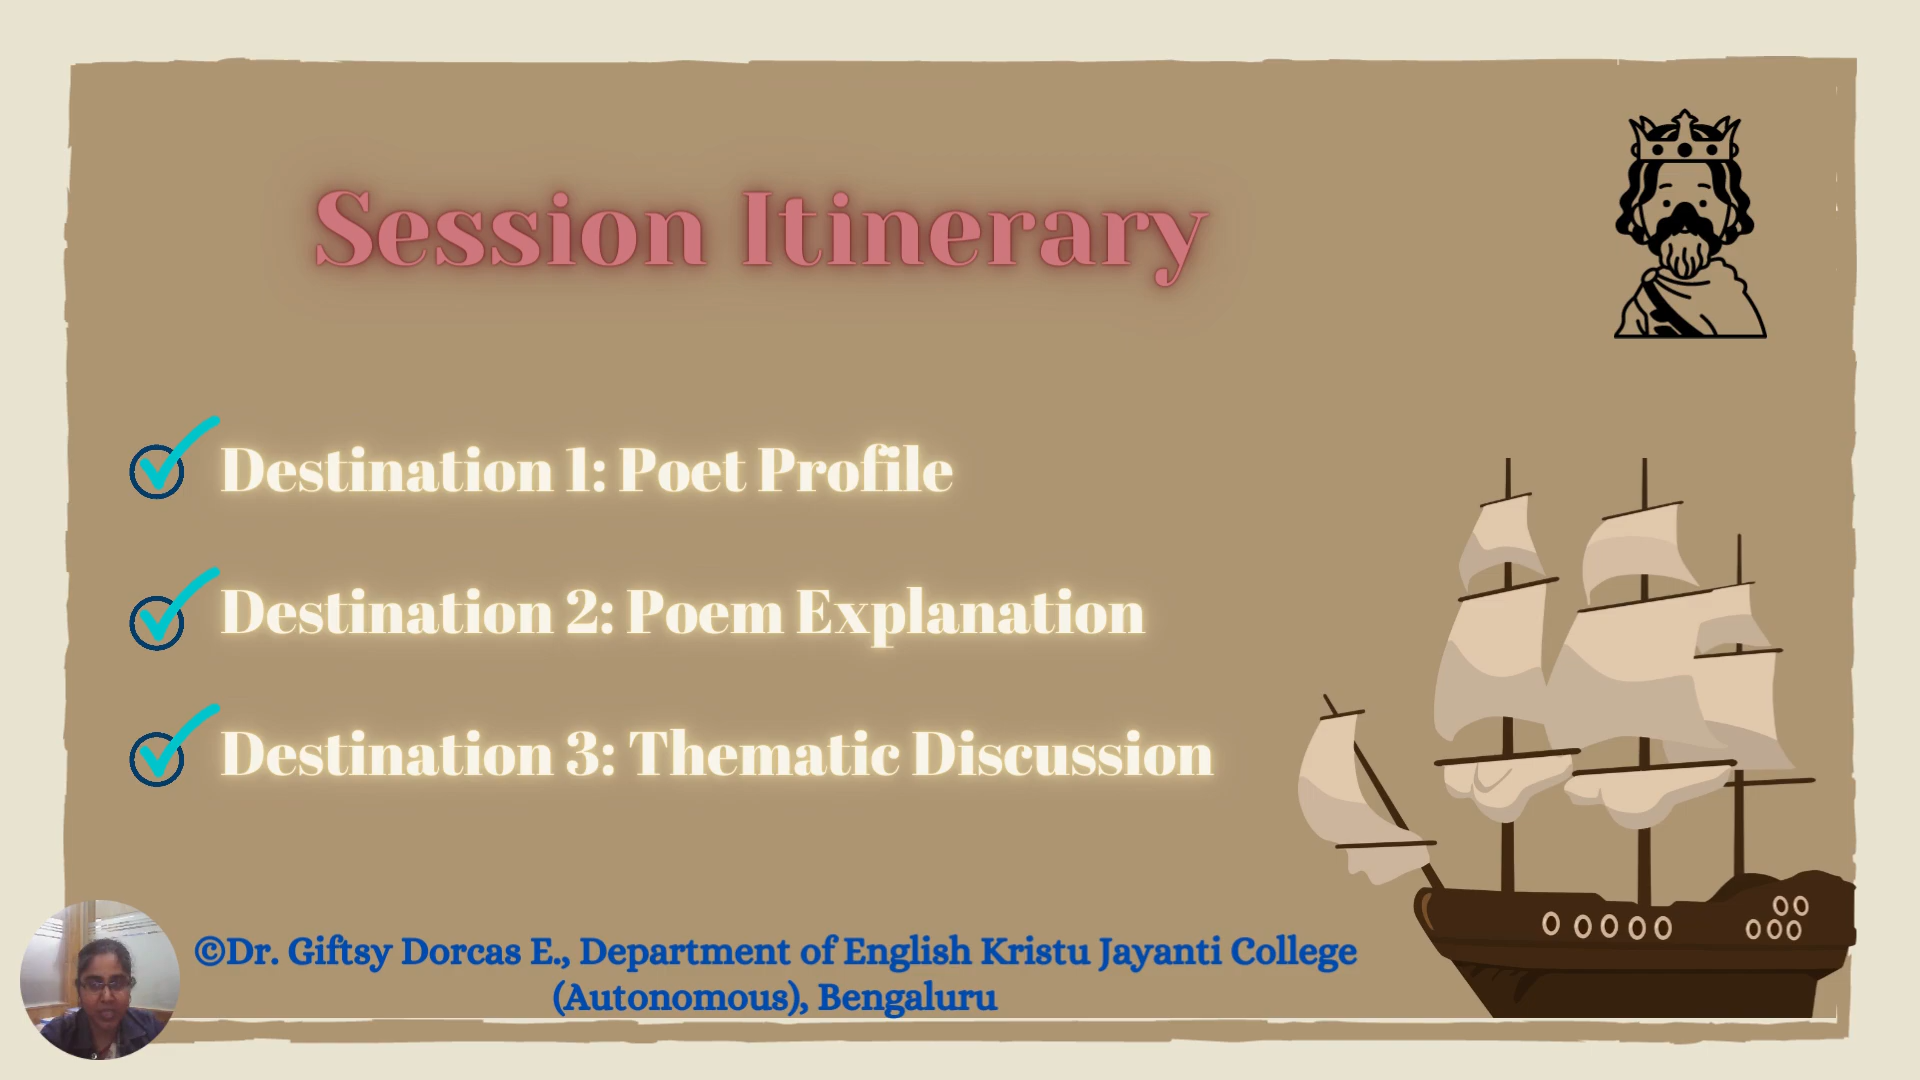 Session Itinerary
Destination 1: Poet Profile
Destination 2: Poem Explanation
Destination 3: Thematic Discussion
©Dr. Giftsy Dorcas E., Department of English Kristu Jayanti College
(Autonomous), Bengaluru